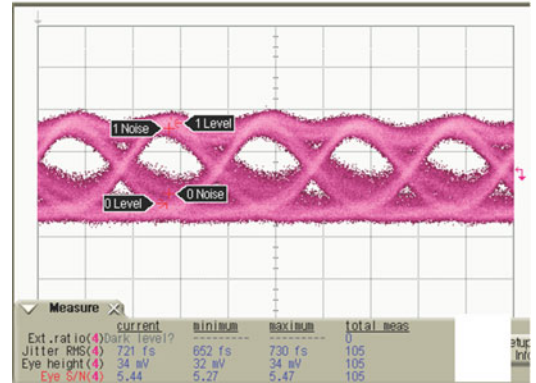 1 Noise 1 Level
0 Level 0 Noise
Measure
current minimum maximum total meas
Ext.ratio(4) Dark level? --------- --------- 0
Jitter RMS(4) 721 fs 652 fs 730 fs 105
Eye height(4) 34 mV 32 mV 34 mV 105
Eye S/N(4) 5.44 5.27 5.47 105